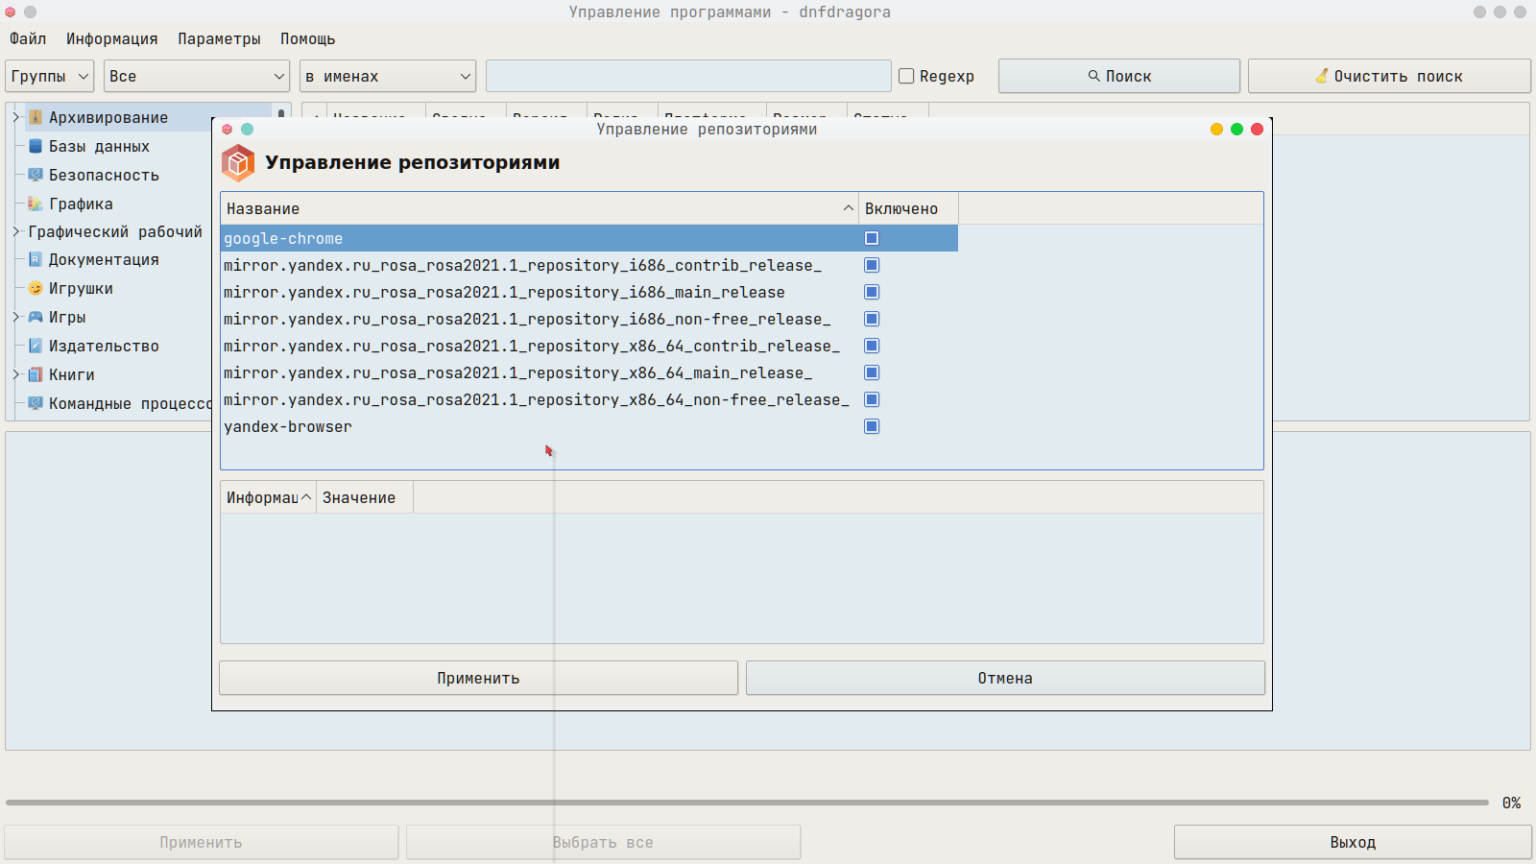 Управление программами - dnfdragora
Файл Информация Параметры Помощь
Группы Все в именах Regexp Поиск Очистить поиск
Архивирование
Базы данных
Безопасность
Графика
Графический рабочий
Документация
Игрушки
Игры
Издательство
Книги
Командные процессо
Управление репозиториями
Управление репозиториями
Название Включено
google-chrome
mirror.yandex.ru_rosa_rosa2021.1_repository_i686_contrib_release_
mirror.yandex.ru_rosa_rosa2021.1_repository_i686_main_release
mirror.yandex.ru_rosa_rosa2021.1_repository_i686_non-free_release_
mirror.yandex.ru_rosa_rosa2021.1_repository_x86_64_contrib_release_
mirror.yandex.ru_rosa_rosa2021.1_repository_x86_64_main_release_
mirror.yandex.ru_rosa_rosa2021.1_repository_x86_64_non-free_release_
yandex-browser
Информац Значение
Применить Отмена
0%
Применить Выбрать все Выход